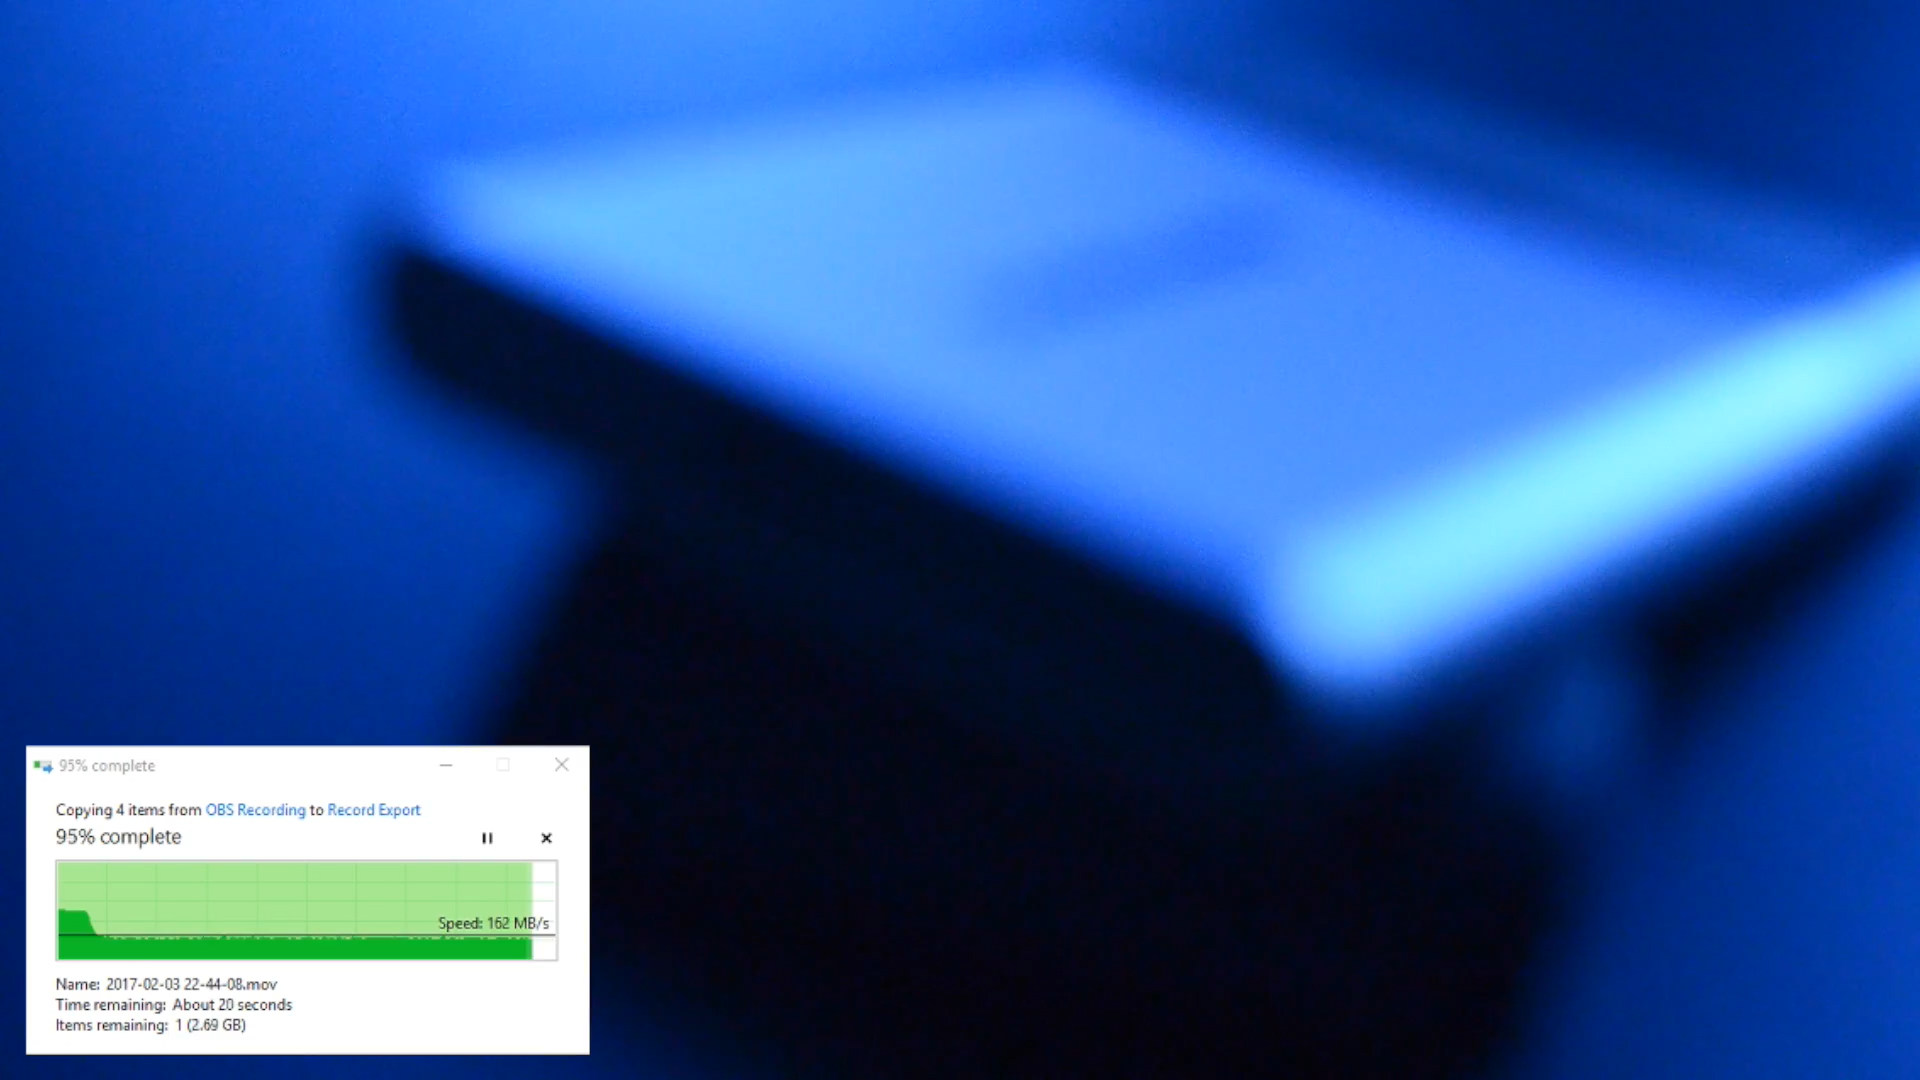 95% complete
Copying 4 items from OBS Recording to Record Export
95% complete
Speed: 162 MB/s
Name: 2017-02-03 22-44-08.mov
Time remaining: About 20 seconds
Items remaining: 1 (2.69 GB)